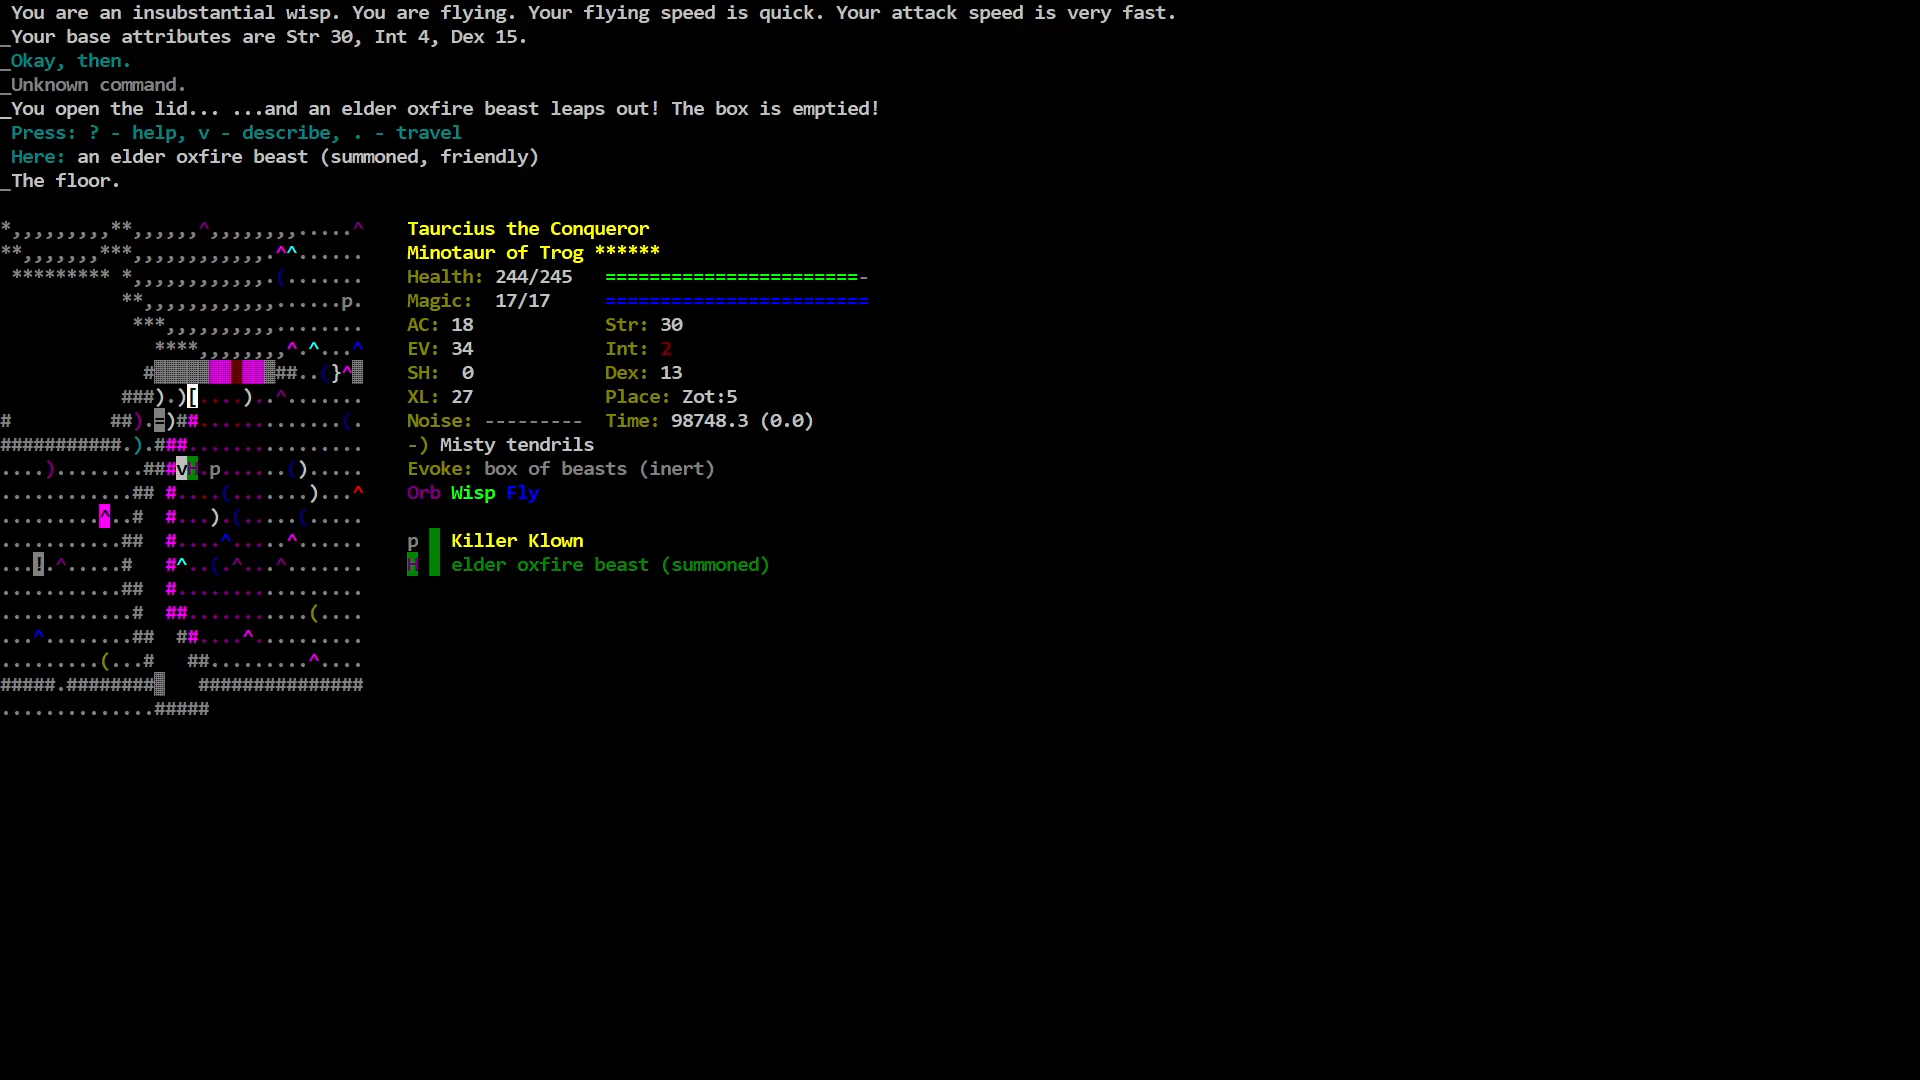 You are an insubstantial wisp. You are flying. Your flying speed is quick. Your attack speed is very fast.
_Your base attributes are Str 30, Int 4, Dex 15.
_Okay, then.
_Unknown command.
_You open the lid... ...and an elder oxfire beast leaps out! The box is emptied!
Press: ? - help, v - describe, . - travel
Here: an elder oxfire beast (summoned, friendly)
_The floor.
Taurcius the Conqueror
Minotaur of Trog ******
Health: 244/245 =======================-
Magic: 17/17 ========================
AC: 18 Str: 30
EV: 34 Int: 2
SH: 0 Dex: 13
XL: 27 Place: Zot:5
Noise: --------- Time: 98748.3 (0.0)
-) Misty tendrils
Evoke: box of beasts (inert)
Orb Wisp Fly
p Killer Klown
H elder oxfire beast (summoned)